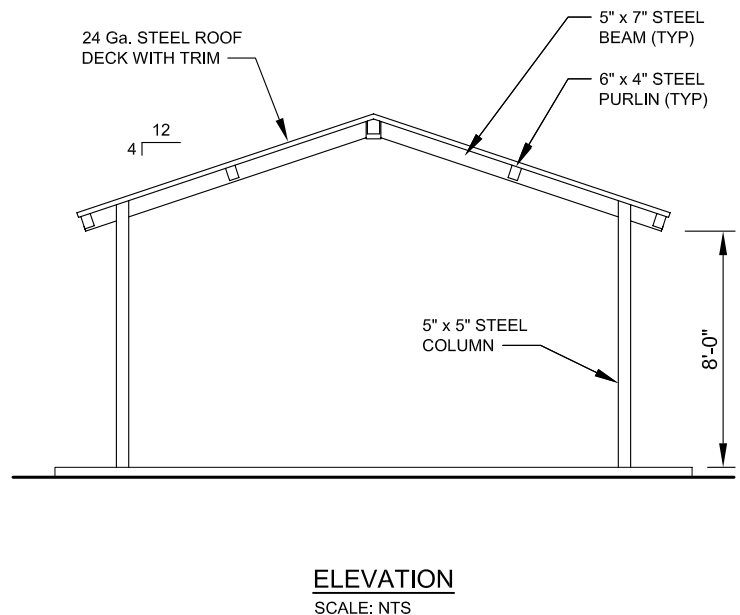 5" x 7" STEEL
BEAM (TYP)
24 Ga. STEEL ROOF
DECK WITH TRIM
6" x 4" STEEL
PURLIN (TYP)
12
4
5" x 5" STEEL
COLUMN
8'-0"
ELEVATION
SCALE: NTS